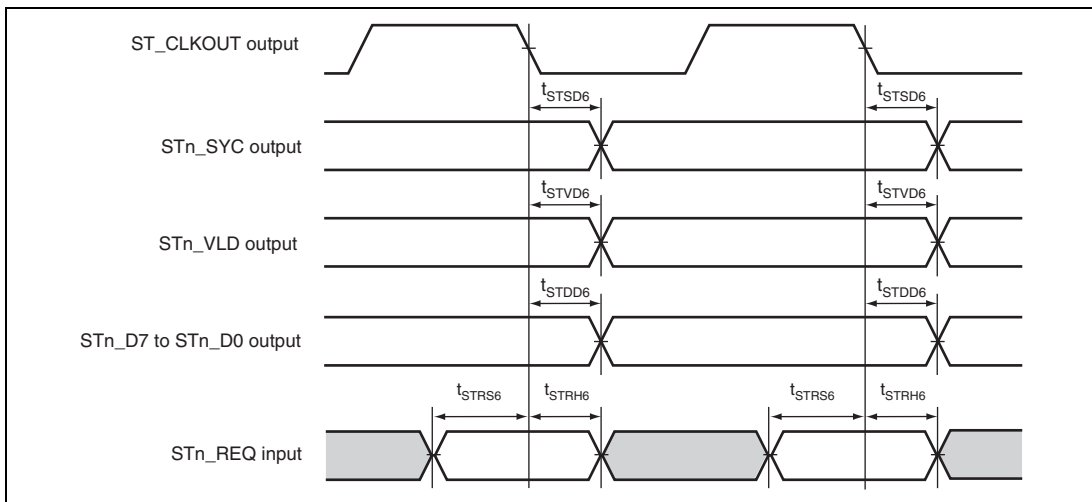 ST_CLKOUT output
tSTSD6 tSTSD6
STn_SYC output
tSTVD6 tSTVD6
STn_VLD output
tSTDD6 tSTDD6
STn_D7 to STn_D0 output
tSTRS6 tSTRH6 tSTRS6 tSTRH6
STn_REQ input